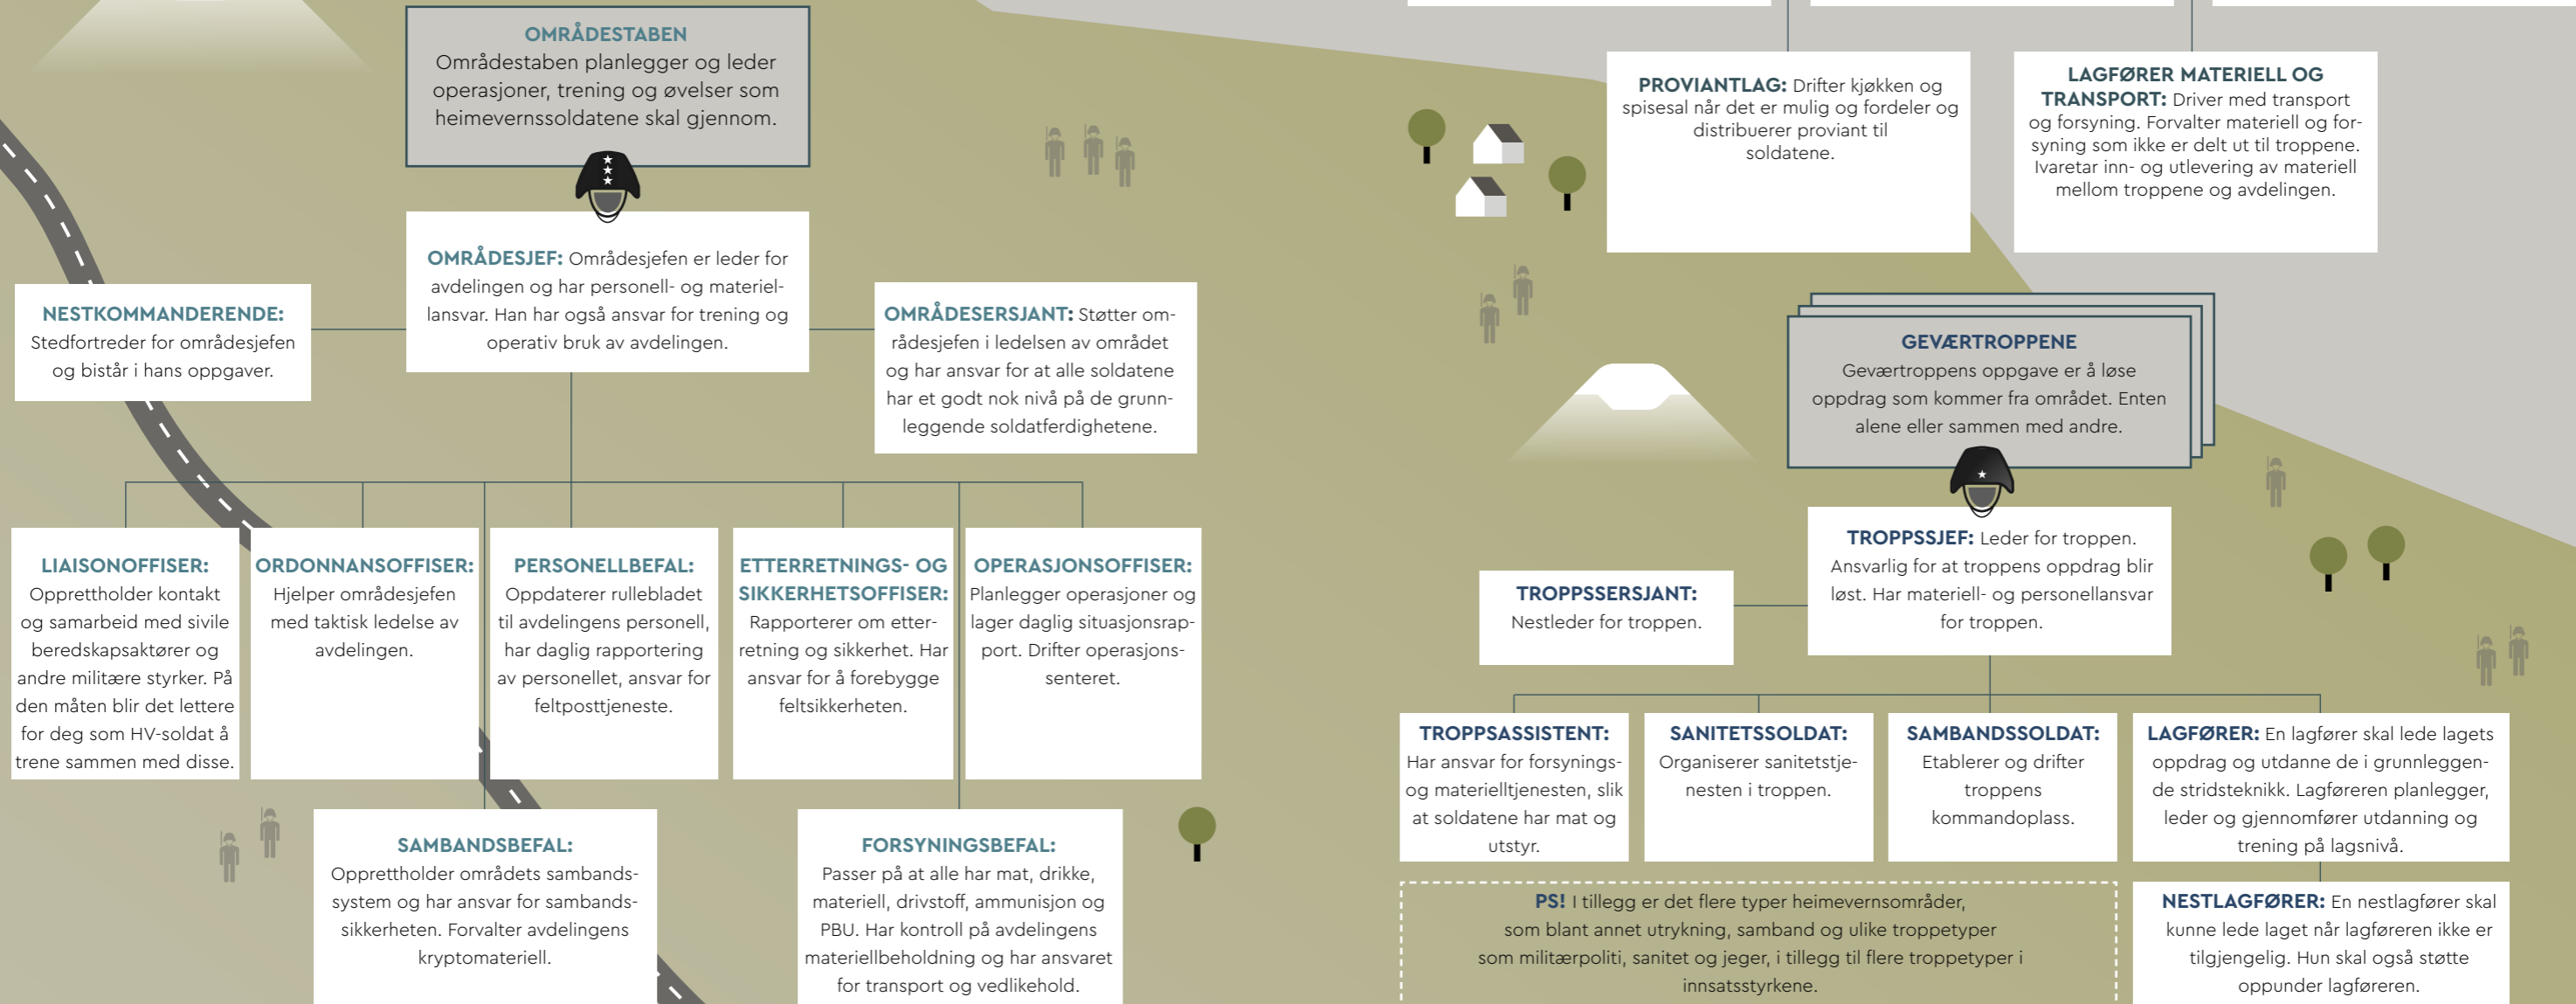 OMRÅDESTABEN
Områdestaben planlegger og leder
operasjoner, trening og øvelser som
heimevernssoldatene skal gjennom.
OMRÅDESJEF: Områdesjefen er leder for
avdelingen og har personell- og materiel-
lansvar. Han har også ansvar for trening og
operativ bruk av avdelingen.
NESTKOMMANDERENDE:
Stedfortreder for områdesjefen
og bistår i hans oppgaver.
OMRÅDESERSJANT: Støtter om-
rådesjefen i ledelsen av området
og har ansvar for at alle soldatene
har et godt nok nivå på de grunn-
leggende soldatferdighetene.
LIAISONOFFISER:
Opprettholder kontakt
og samarbeid med sivile
beredskapsaktører og
andre militære styrker. På
den måten blir det lettere
for deg som HV-soldat å
trene sammen med disse.
ORDONNANSOFFISER:
Hjelper områdesjefen
med taktisk ledelse av
avdelingen.
PERSONELLBEFAL:
Oppdaterer rullebladet
til avdelingens personell,
har daglig rapportering
av personellet, ansvar for
feltposttjeneste.
ETTERRETNINGS- OG
SIKKERHETSOFFISER:
Rapporterer om etter-
retning og sikkerhet. Har
ansvar for å forebygge
feltsikkerheten.
OPERASJONSOFFISER:
Planlegger operasjoner og
lager daglig situasjonsrap-
port. Drifter operasjons-
senteret.
SAMBANDSBEFAL:
Opprettholder områdets sambands-
system og har ansvar for sambands-
sikkerheten. Forvalter avdelingens
kryptomateriell.
FORSYNINGSBEFAL:
Passer på at alle har mat, drikke,
materiell, drivstoff, ammunisjon og
PBU. Har kontroll på avdelingens
materiellbeholdning og har ansvaret
for transport og vedlikehold.
PROVIANTLAG: Drifter kjøkken og
spisesal når det er mulig og fordeler og
distribuerer proviant til
soldatene.
LAGFØRER MATERIELL OG
TRANSPORT: Driver med transport
og forsyning. Forvalter materiell og for-
syning som ikke er delt ut til troppene.
Ivaretar inn- og utlevering av materiell
mellom troppene og avdelingen.
GEVÆRTROPPENE
Geværtroppens oppgave er å løse
oppdrag som kommer fra området. Enten
alene eller sammen med andre.
TROPPSSJEF: Leder for troppen.
Ansvarlig for at troppens oppdrag blir
løst. Har materiell- og personellansvar
for troppen.
TROPPSSERSJANT:
Nestleder for troppen.
TROPPSASSISTENT:
Har ansvar for forsynings-
og materielltjenesten, slik
at soldatene har mat og
utstyr.
SANITETSSOLDAT:
Organiserer sanitetstje-
nesten i troppen.
SAMBANDSSOLDAT:
Etablerer og drifter
troppens
kommandoplass.
LAGFØRER: En lagfører skal lede lagets
oppdrag og utdanne de i grunnleggen-
de stridsteknikk. Lagføreren planlegger,
leder og gjennomfører utdanning og
trening på lagsnivå.
PS! I tillegg er det flere typer heimevernsområder,
som blant annet utrykning, samband og ulike troppetyper
som militærpoliti, sanitet og jeger, i tillegg til flere troppetyper i
innsatsstyrkene.
NESTLAGFØRER: En nestlagfører skal
kunne lede laget når lagføreren ikke er
tilgjengelig. Hun skal også støtte
oppunder lagføreren.